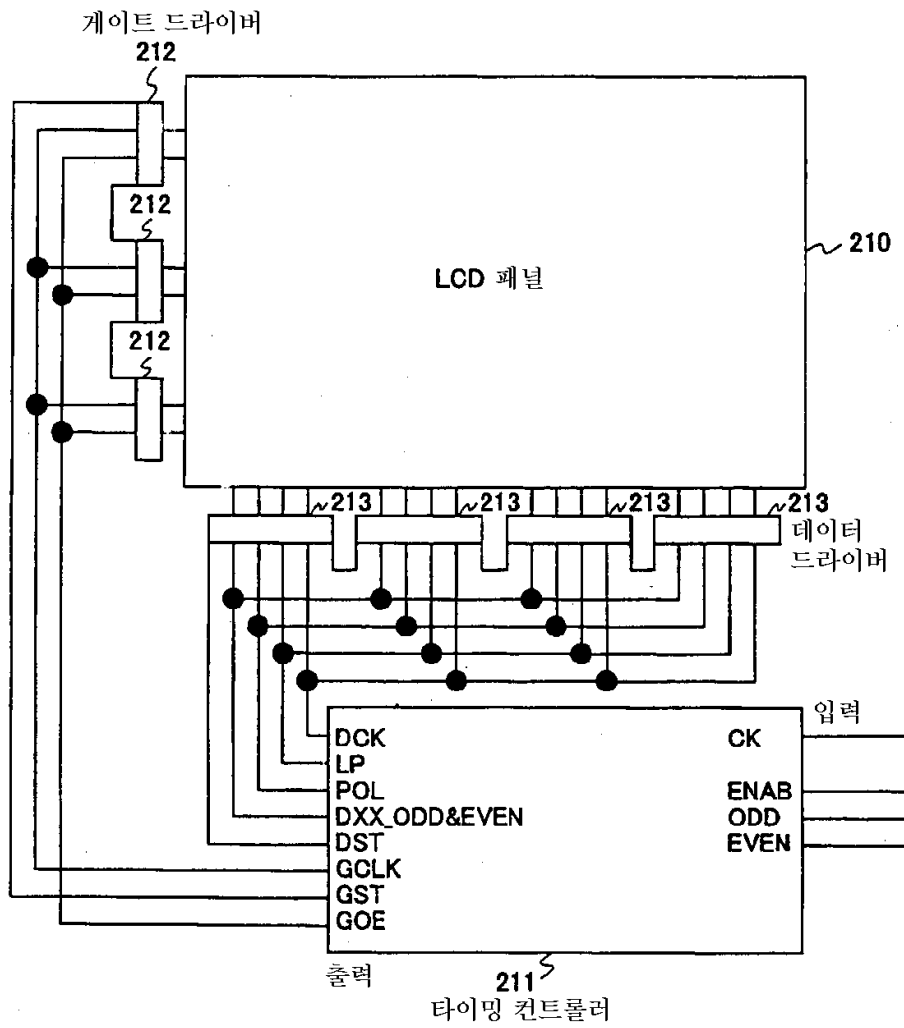 게이트 드라이버
212
212
212
LCD 패널
210
213
213
213
213
데이터
드라이버
입력
DCK
LP
POL
DXX_ODD&EVEN
DST
GCLK
GST
GOE
CK
ENAB
ODD
EVEN
출력
211
타이밍 컨트롤러